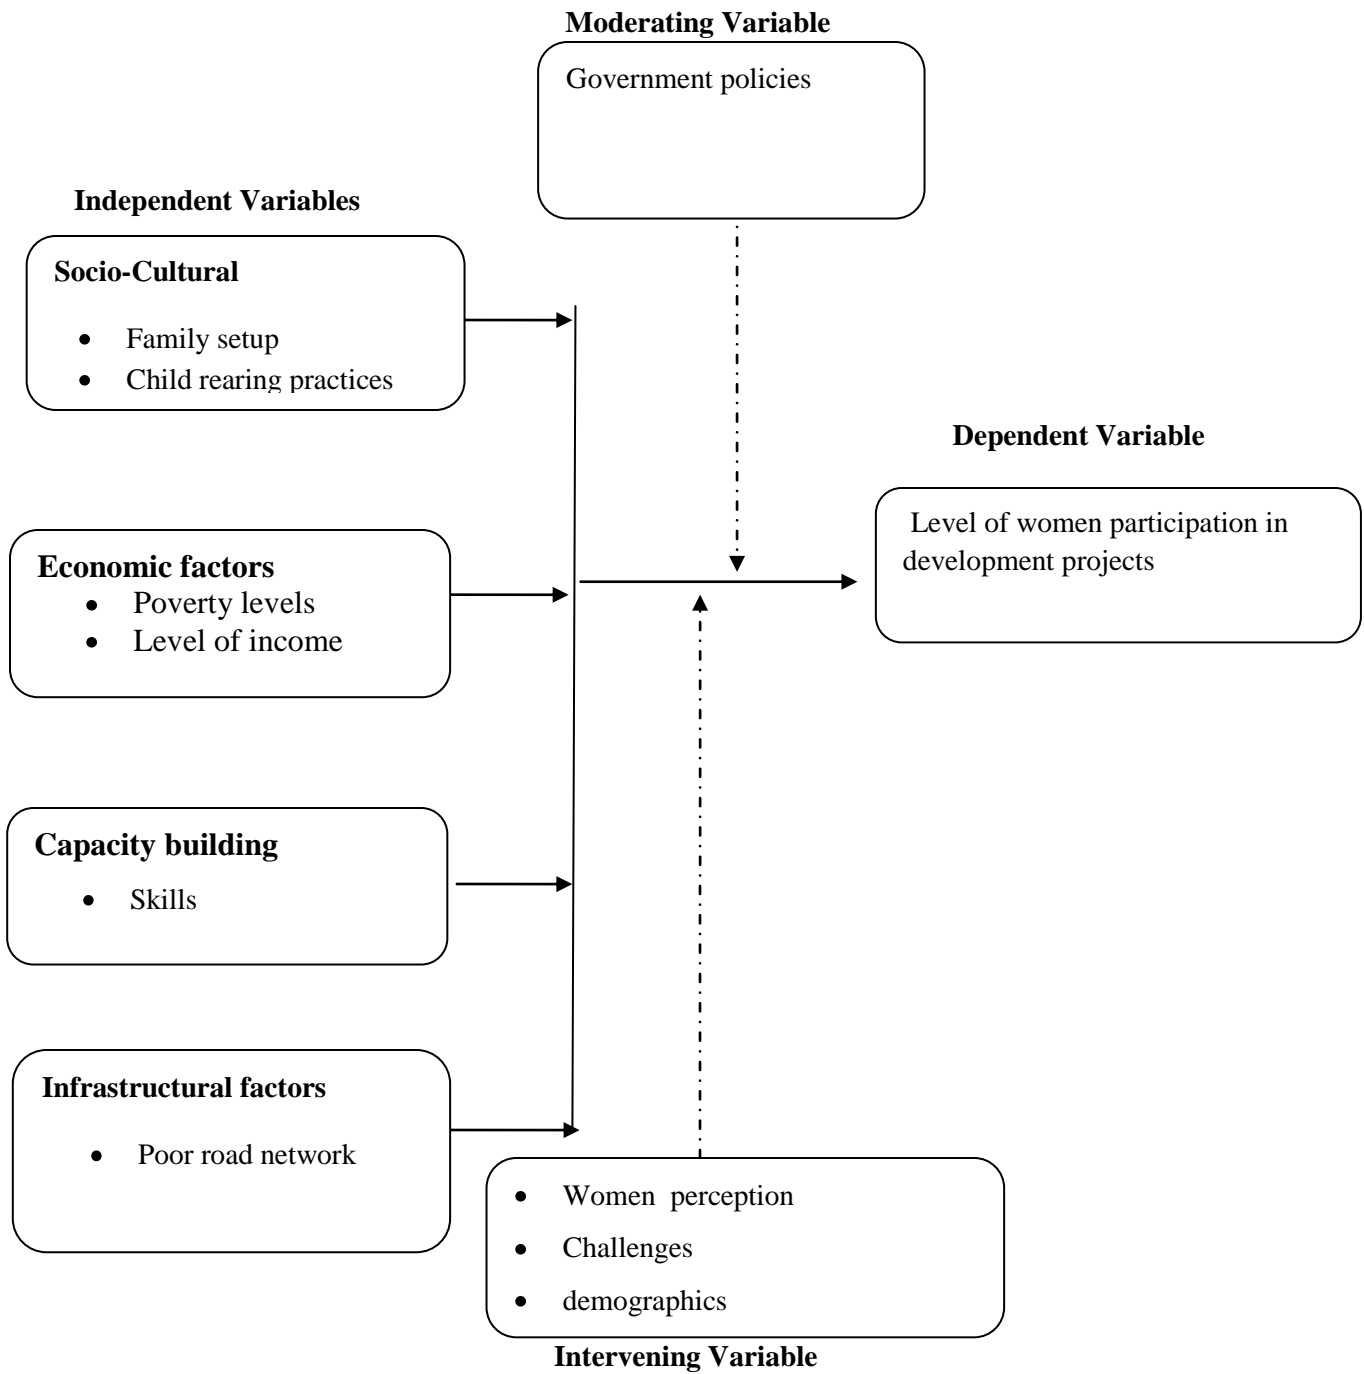 Moderating Variable
Government policies
Independent Variables
Socio-Cultural
• Family setup
• Child rearing practices
Dependent Variable
Level of women participation in
development projects
Economic factors
• Poverty levels
• Level of income
Capacity building
• Skills
Infrastructural factors
• Poor road network
• Women perception
• Challenges
• demographics
Intervening Variable